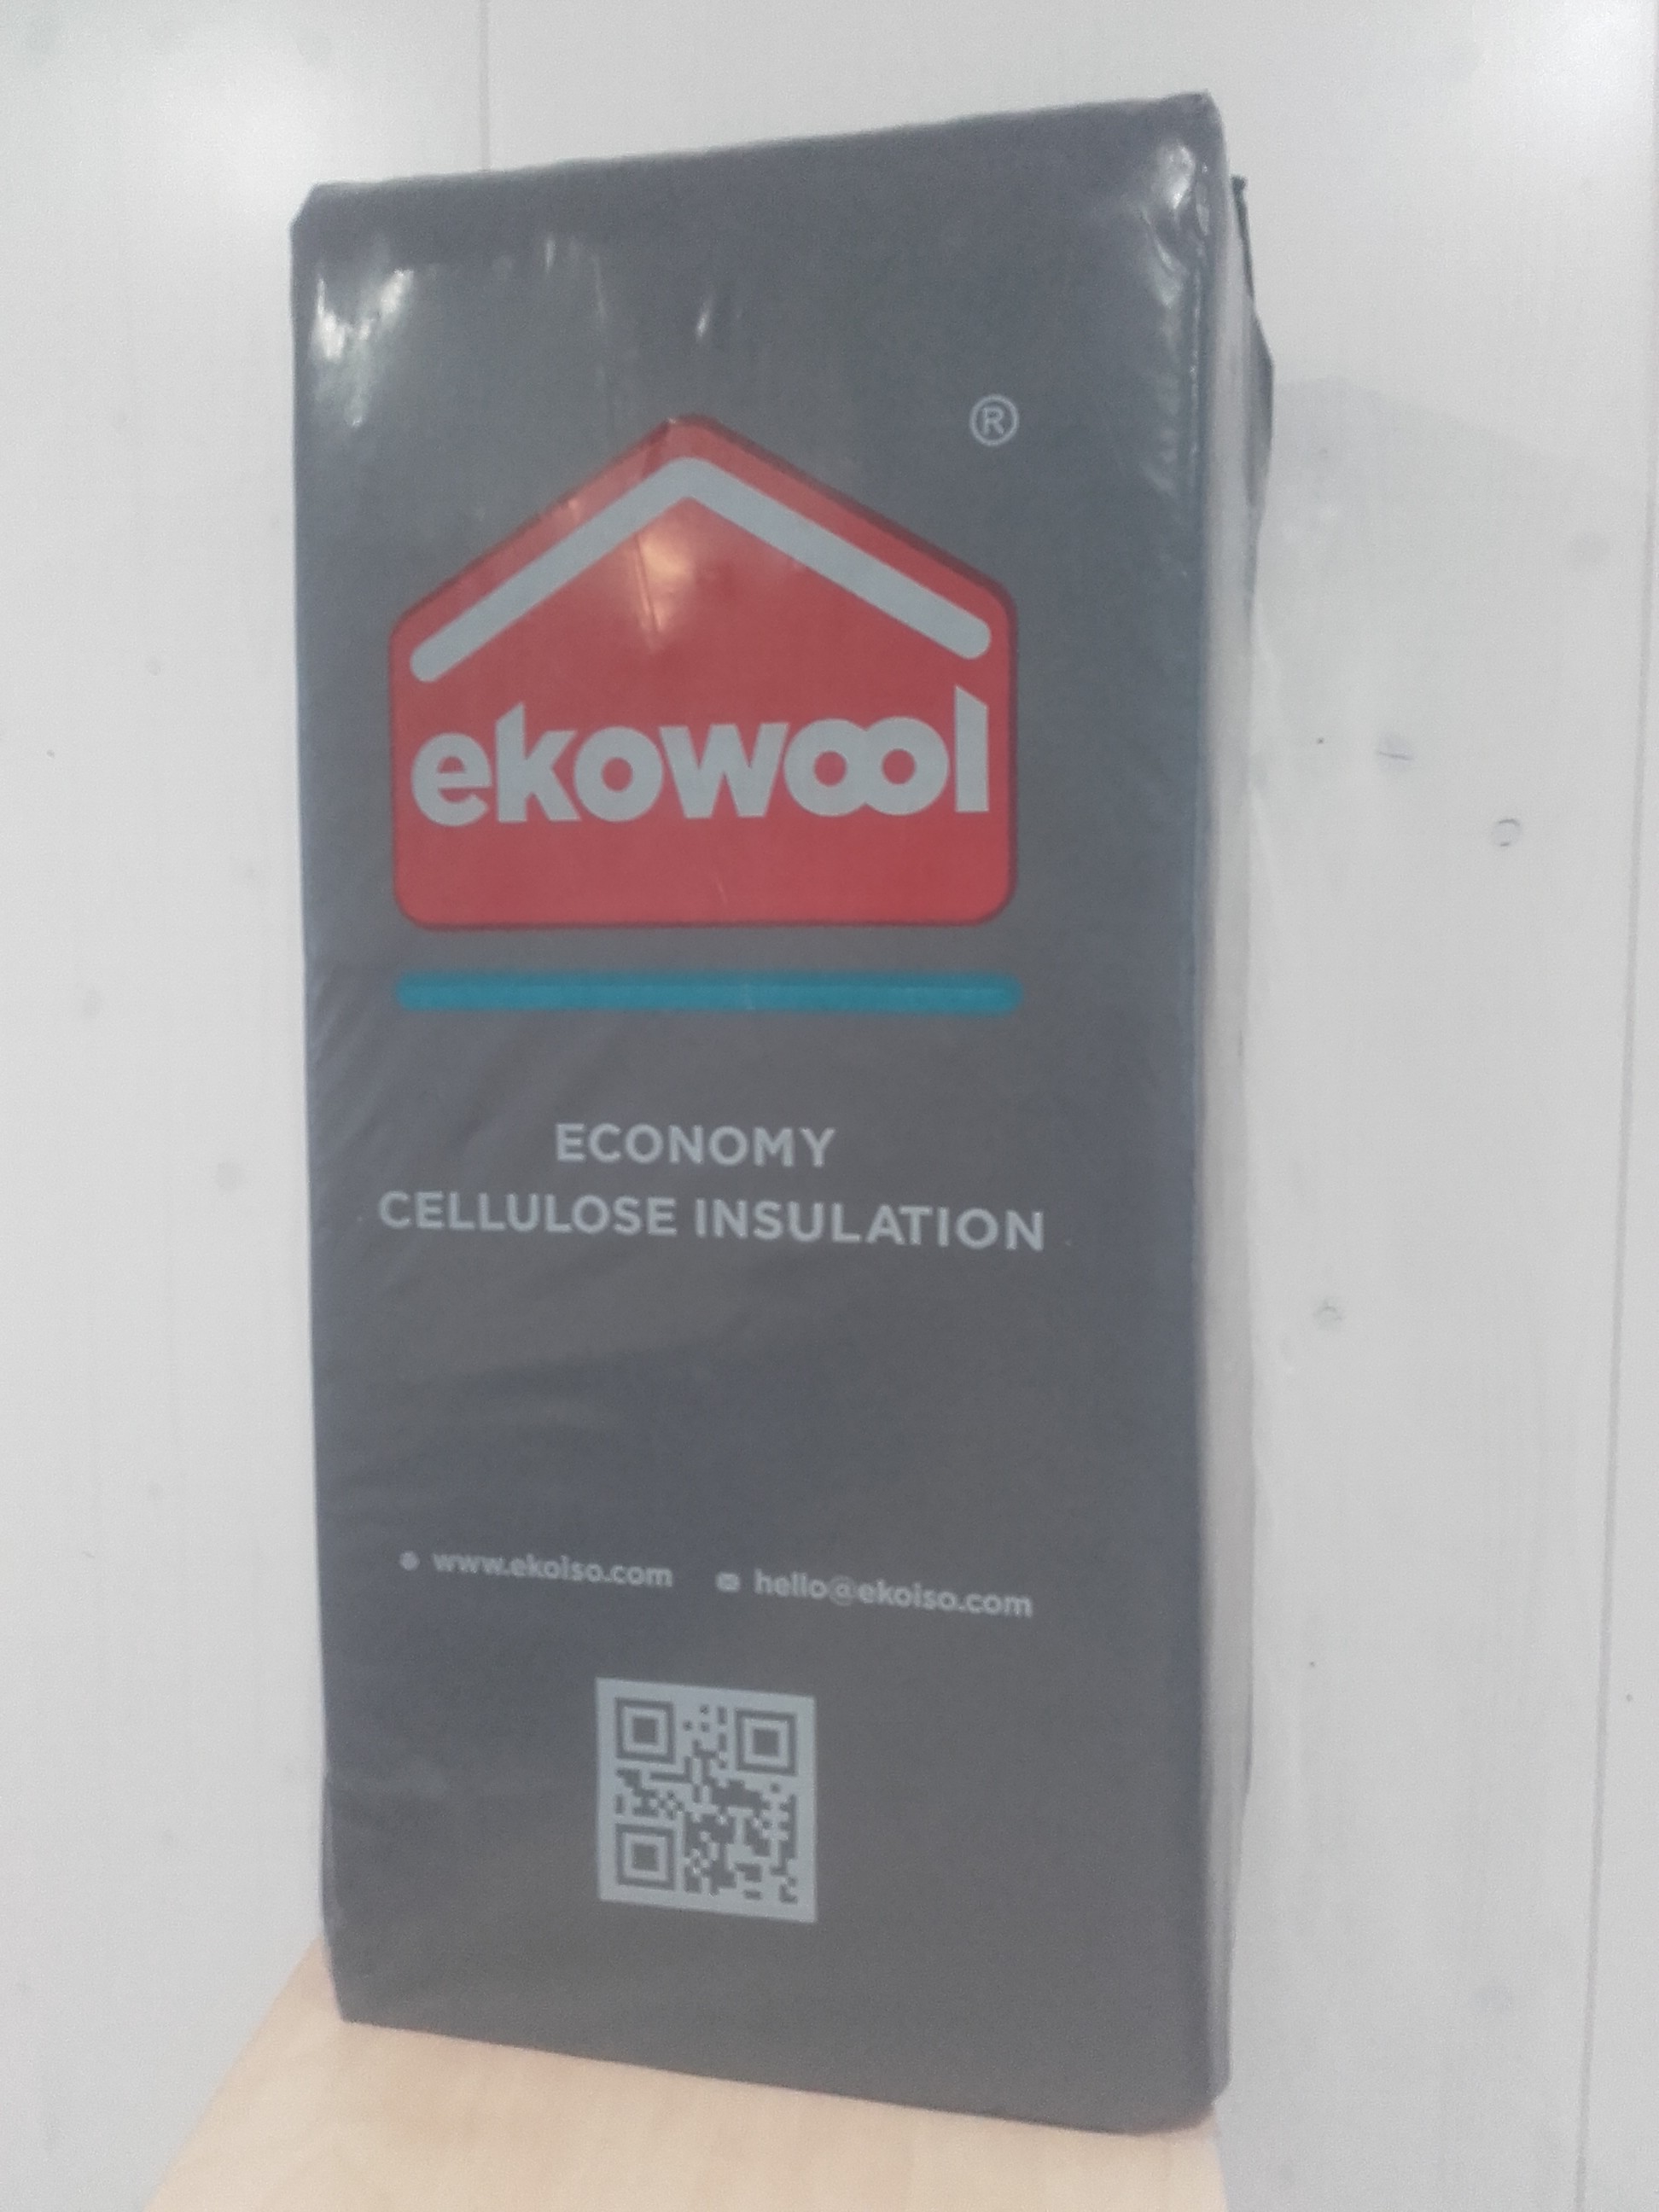 ®
ekowool
ECONOMY
CELLULOSE INSULATION
www.ekoiso.com hello@ekoiso.com